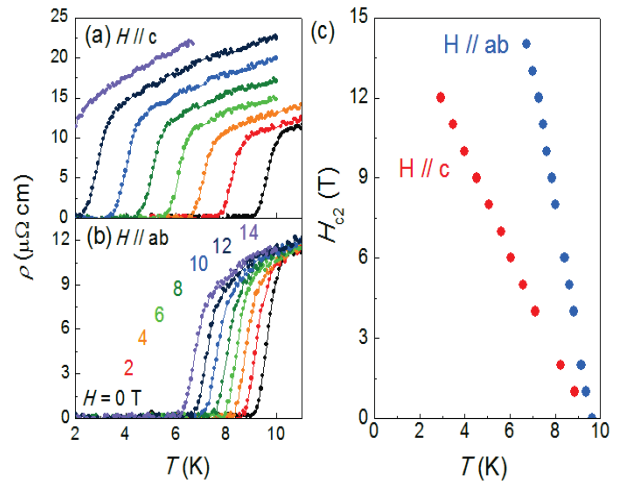 (a) H // c
25
20
15
10
5
0
(b) H // ab
12
9
6
3
0
14
12
10
8
6
4
2
H = 0 T
2 4 6 8 10
T (K)
ρ (μΩ cm)
(c)
H // ab
H // c
15
12
9
6
3
0
0 2 4 6 8 10
T (K)
Hc2 (T)